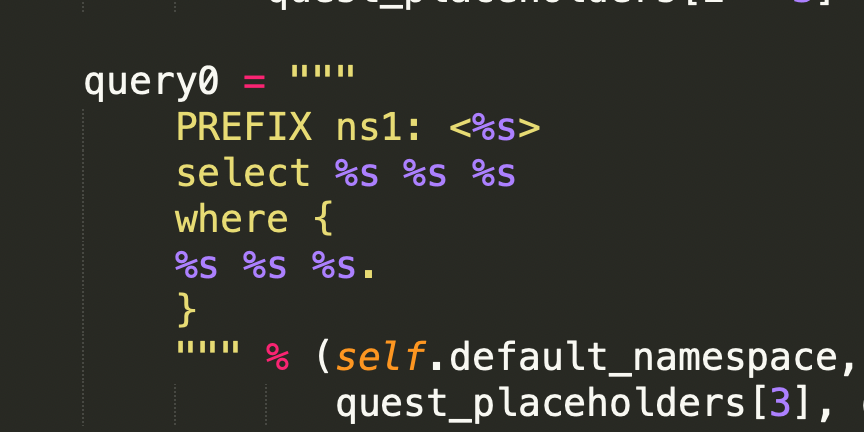 query0 = """
PREFIX ns1: <%s>
select %s %s %s
where {
%s %s %s.
}
""" % (self.default_namespace,
quest_placeholders[3],